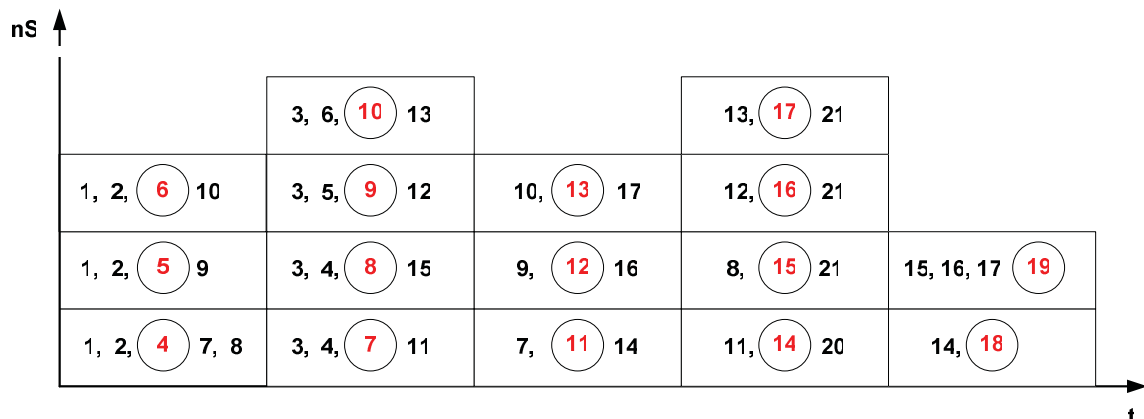 nS
3, 6, 10 13
13, 17 21
1, 2, 6 10
3, 5, 9 12
10, 13 17
12, 16 21
1, 2, 5 9
3, 4, 8 15
9, 12 16
8, 15 21
15, 16, 17 19
1, 2, 4 7, 8
3, 4, 7 11
7, 11 14
11, 14 20
14, 18
t